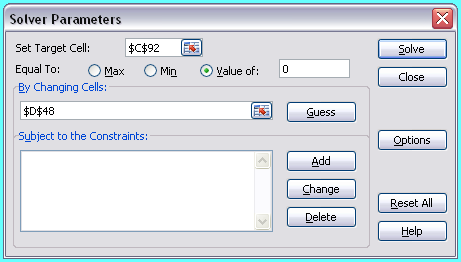 Solver Parameters
Set Target Cell: $C$92 Solve
Equal To: Max Min Value of: 0 Close
By Changing Cells:
$D$48 Guess
Subject to the Constraints: Options
Add
Change
Reset All
Delete
Help